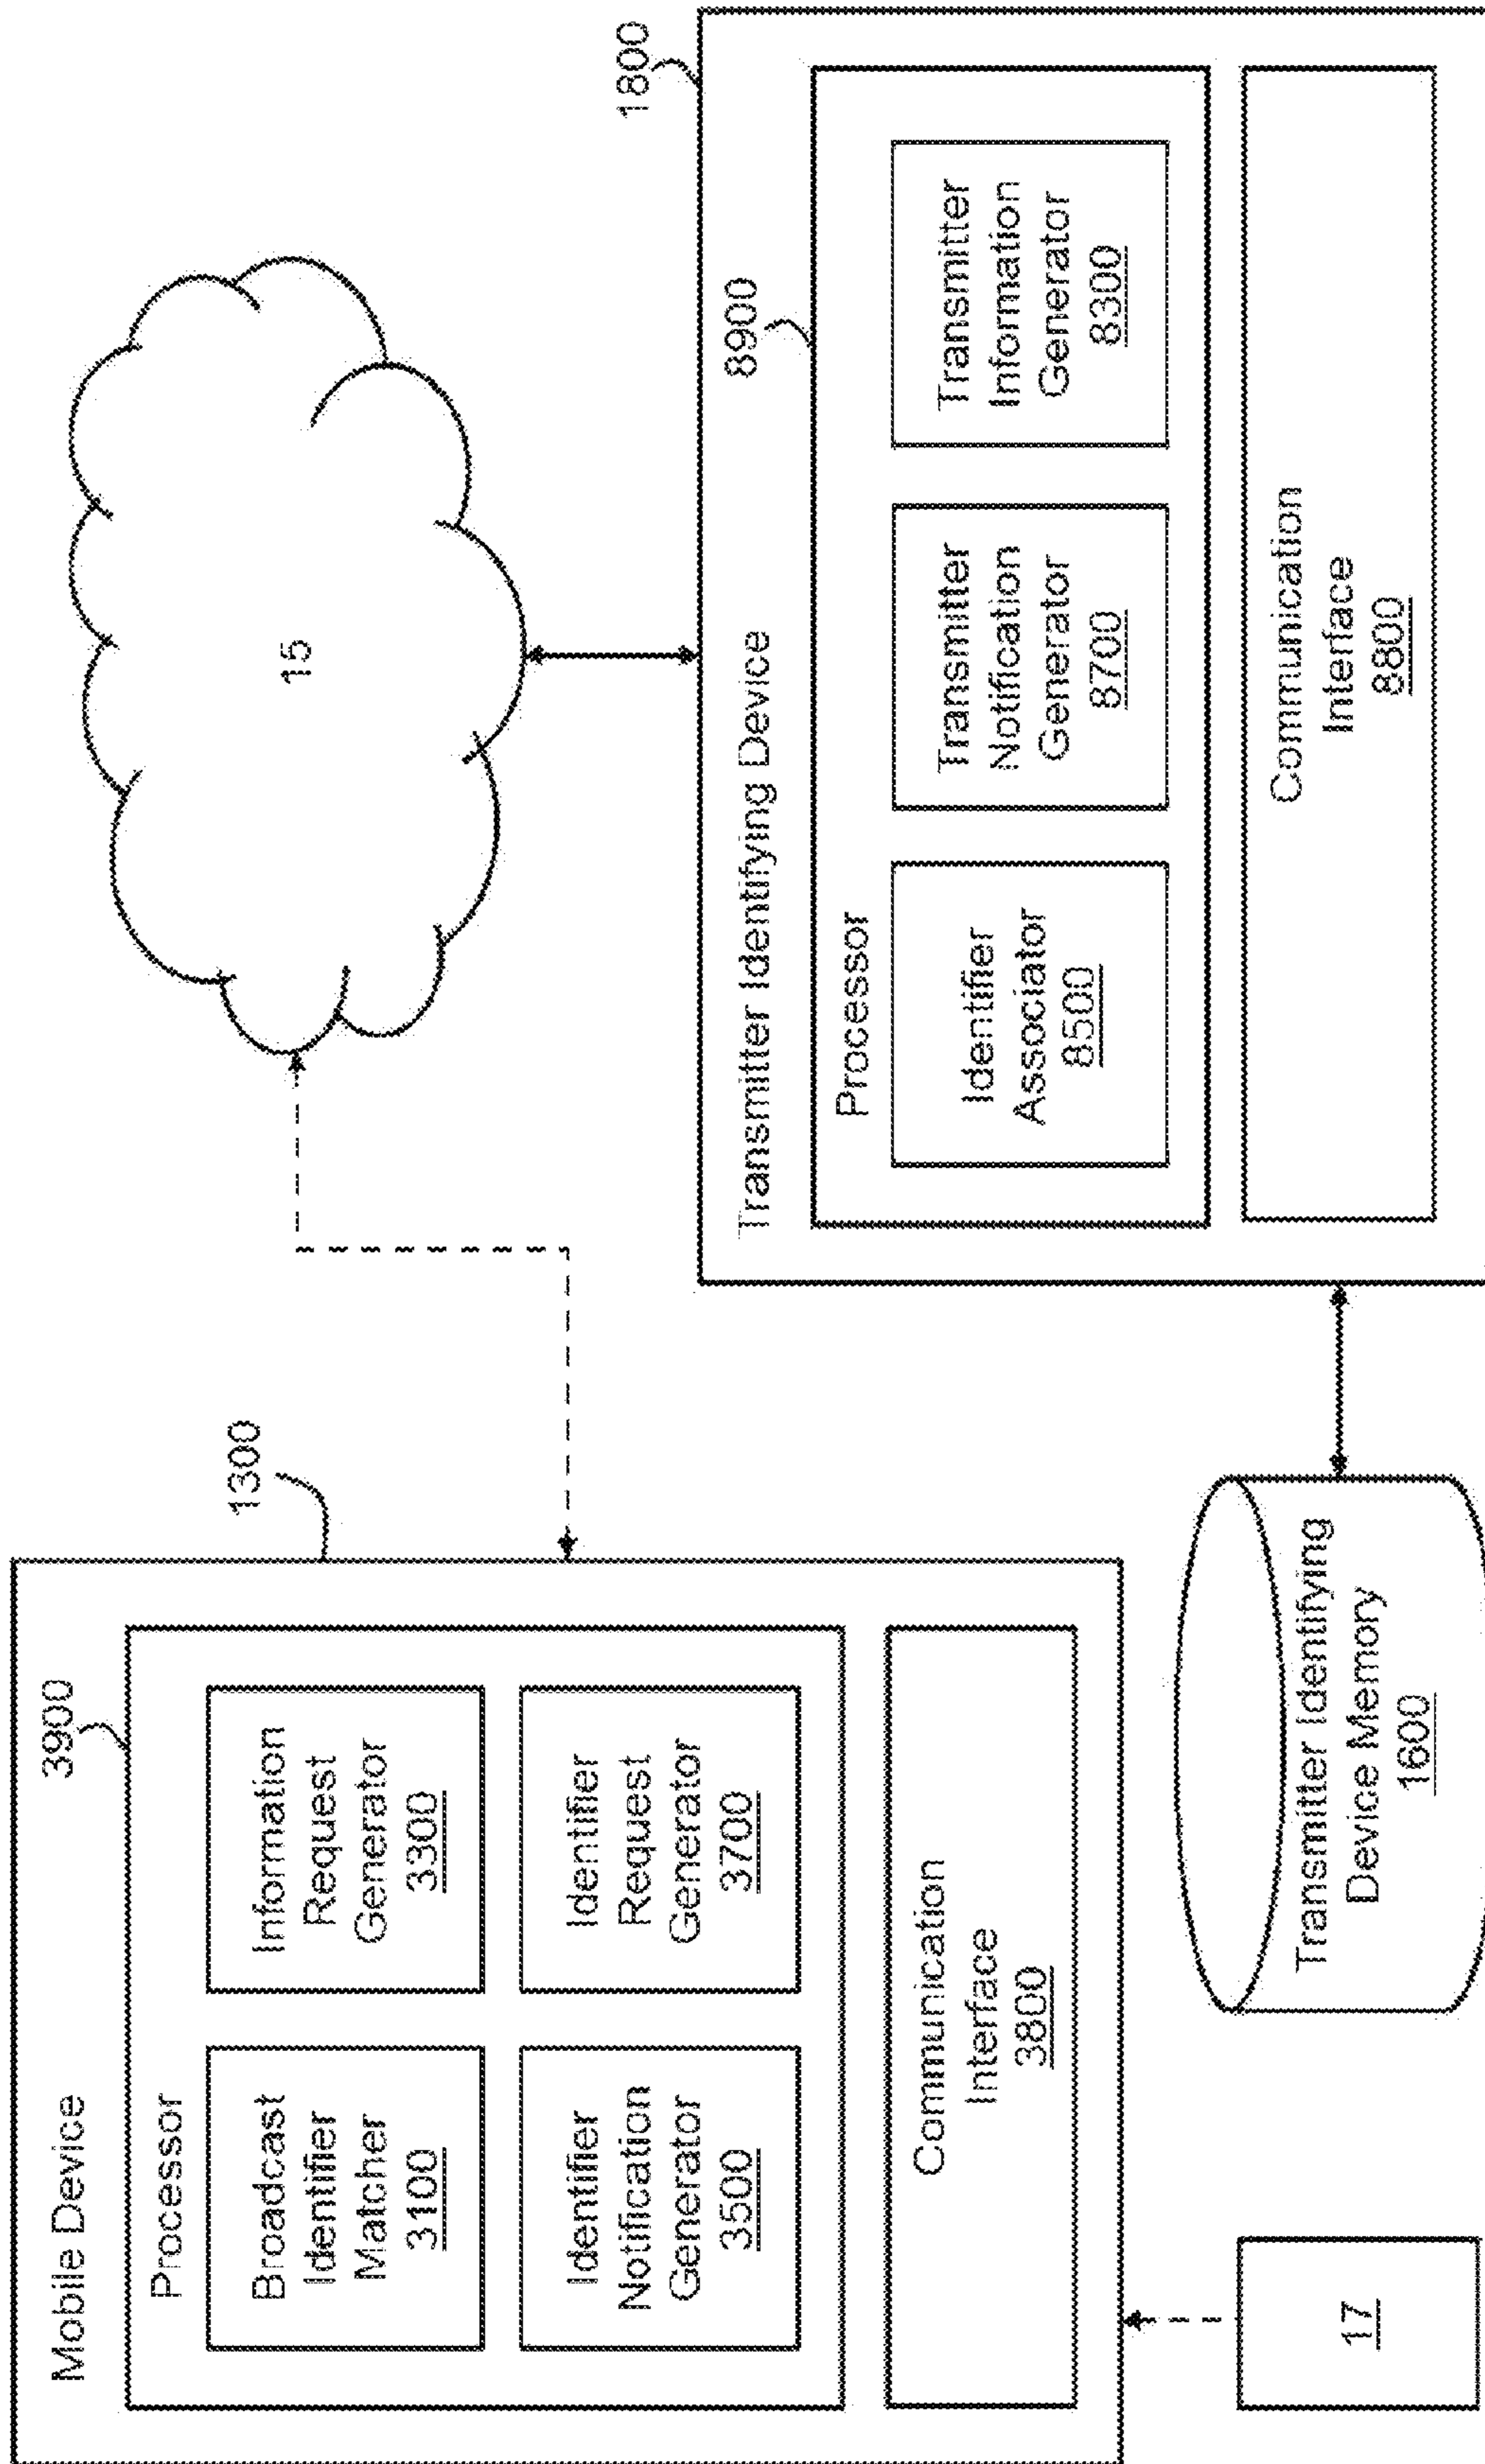 Mobile Device
1300
3900
Processor
Broadcast
Identifier
Matcher
3100
Information
Request
Generator
3300
Identifier
Notification
Generator
3500
Identifier
Request
Generator
3700
Communication
Interface
3800
17
15
Transmitter Identifying
Device Memory
1600
1800
Transmitter Identifying Device
8900
Processor
Identifier
Associator
8500
Transmitter
Notification
Generator
8700
Transmitter
Information
Generator
8300
Communication
Interface
8800